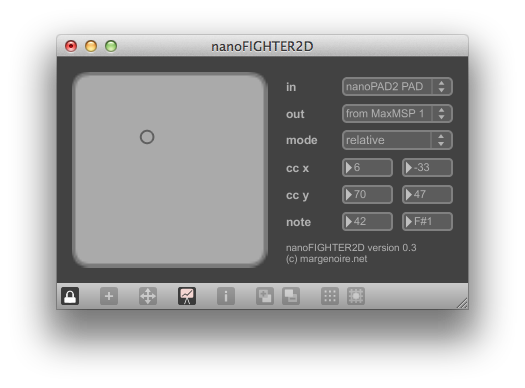 nanoFIGHTER2D
in nanoPAD2 PAD
out from MaxMSP 1
mode relative
cc x 6 -33
cc y 70 47
note 42 F#1
nanoFIGHTER2D version 0.3
(c) margenoire.net